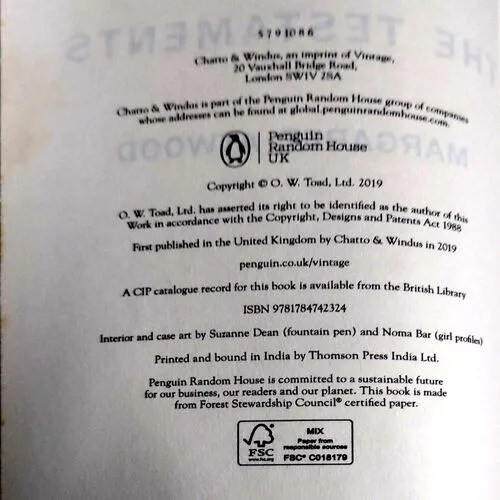 THE TESTAMENTS
5 7 9 10 8 6
Chatto & Windus, an imprint of Vintage,
20 Vauxhall Bridge Road,
London SW1V 2SA
Chatto & Windus is part of the Penguin Random House group of companies
whose addresses can be found at global.penguinrandomhouse.com.
Penguin
Random House
UK
MARGARET ATWOOD
Copyright © O. W. Toad, Ltd. 2019
O. W. Toad, Ltd. has asserted its right to be identified as the author of this
Work in accordance with the Copyright, Designs and Patents Act 1988
First published in the United Kingdom by Chatto & Windus in 2019
penguin.co.uk/vintage
A CIP catalogue record for this book is available from the British Library
ISBN 9781784742324
Interior and case art by Suzanne Dean (fountain pen) and Noma Bar (girl profiles)
Printed and bound in India by Thomson Press India Ltd.
Penguin Random House is committed to a sustainable future
for our business, our readers and our planet. This book is made
from Forest Stewardship Council® certified paper.
FSC
www.fsc.org
MIX
Paper from
responsible sources
FSC® C018179